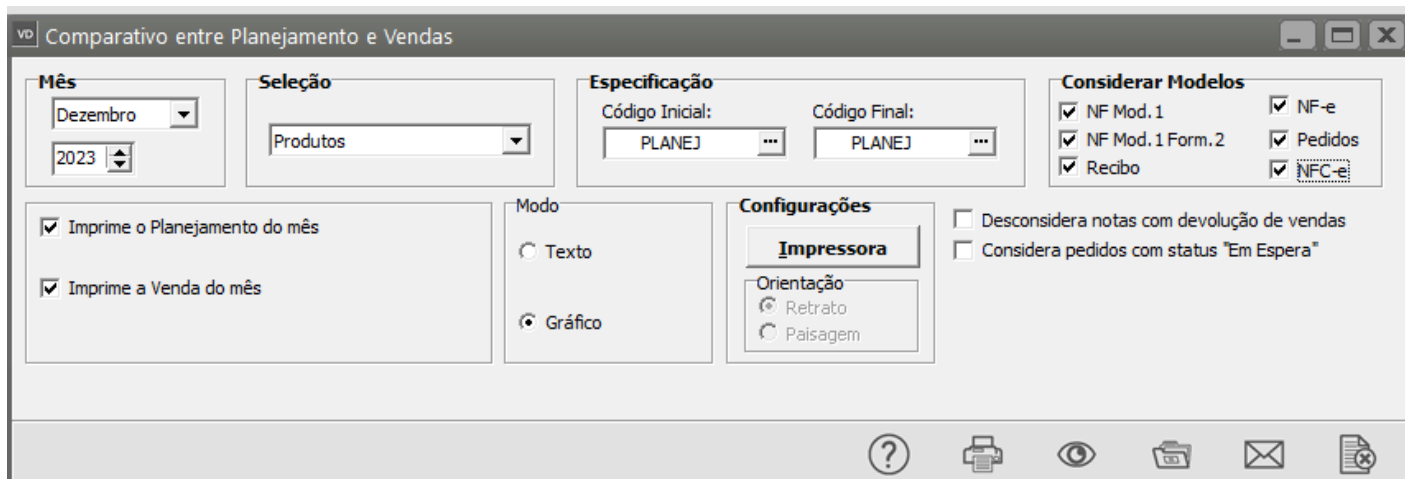 VD Comparativo entre Planejamento e Vendas
Mês
Dezembro
2023
Seleção
Produtos
Especificação
Código Inicial: Código Final:
PLANEJ ... PLANEJ ...
Considerar Modelos
NF Mod.1 NF-e
NF Mod.1 Form.2 Pedidos
Recibo NFC-e
Imprime o Planejamento do mês
Imprime a Venda do mês
Modo
Texto
Gráfico
Configurações
Impressora
Orientação
Retrato
Paisagem
Desconsidera notas com devolução de vendas
Considera pedidos com status "Em Espera"
?